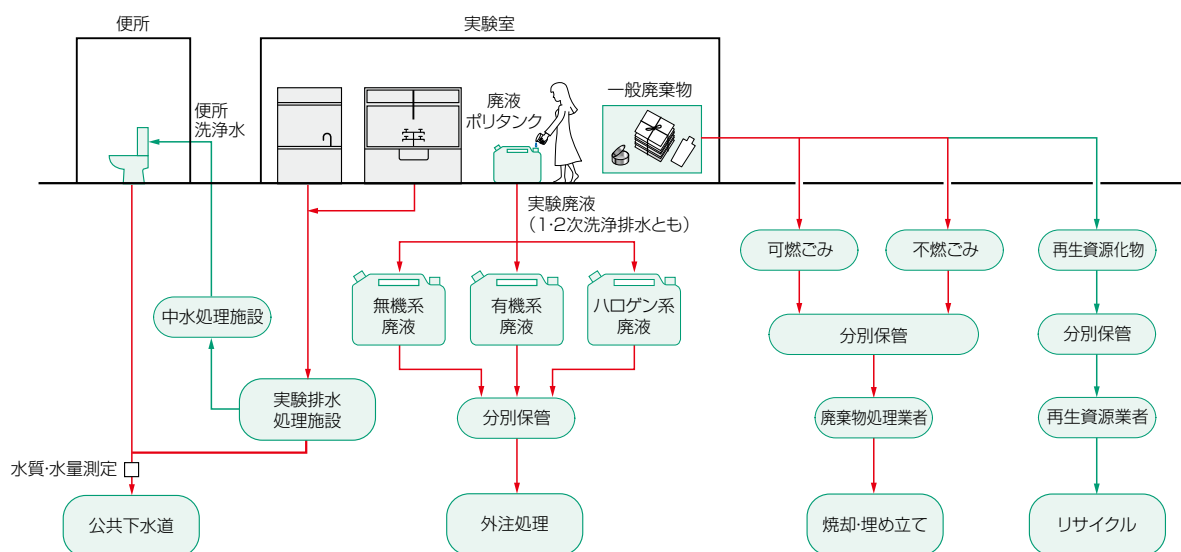 便所
実験室
便所
洗浄水
廃液
ポリタンク
一般廃棄物
実験廃液
（1・2次洗浄排水とも）
可燃ごみ
不燃ごみ
再生資源化物
無機系
廃液
有機系
廃液
ハロゲン系
廃液
中水処理施設
分別保管
分別保管
実験排水
処理施設
分別保管
廃棄物処理業者
再生資源業者
水質・水量測定
公共下水道
外注処理
焼却・埋め立て
リサイクル